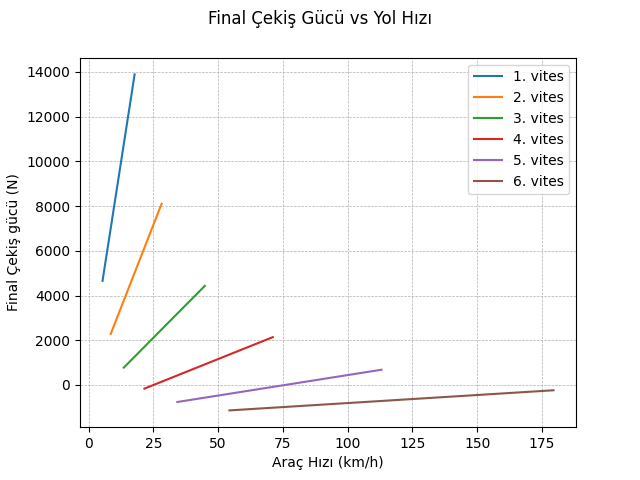 Final Çekiş Gücü vs Yol Hızı
14000
12000
10000
8000
6000
4000
2000
0
Final Çekiş gücü (N)
1. vites
2. vites
3. vites
4. vites
5. vites
6. vites
0 25 50 75 100 125 150 175
Araç Hızı (km/h)